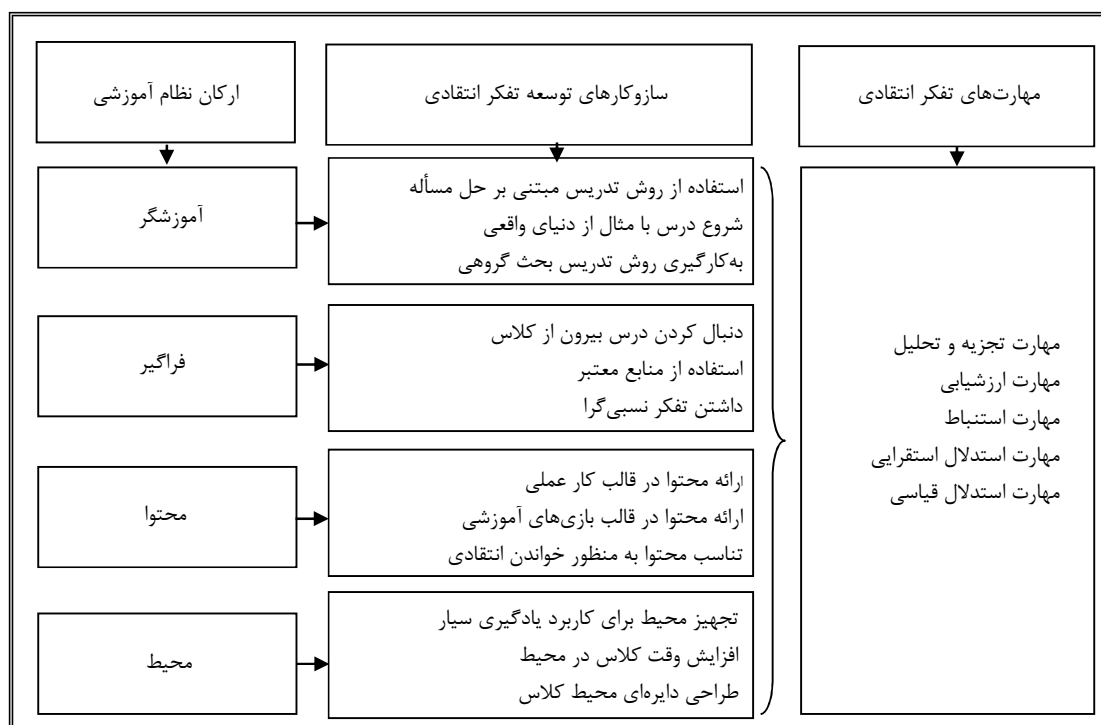 ارکان نظام آموزشی
سازوکارهای توسعه تفکر انتقادی
مهارت‌های تفکر انتقادی
آموزشگر
استفاده از روش تدریس مبتنی بر حل مسأله
شروع درس با مثال از دنیای واقعی
به‌کارگیری روش تدریس بحث گروهی
فراگیر
دنبال کردن درس بیرون از کلاس
استفاده از منابع معتبر
داشتن تفکر نسبی‌گرا
محتوا
ارائه محتوا در قالب کار عملی
ارائه محتوا در قالب بازی‌های آموزشی
تناسب محتوا به منظور خواندن انتقادی
محیط
تجهیز محیط برای کاربرد یادگیری سیار
افزایش وقت کلاس در محیط
طراحی دایره‌ای محیط کلاس
مهارت تجزیه و تحلیل
مهارت ارزشیابی
مهارت استنباط
مهارت استدلال استقرایی
مهارت استدلال قیاسی